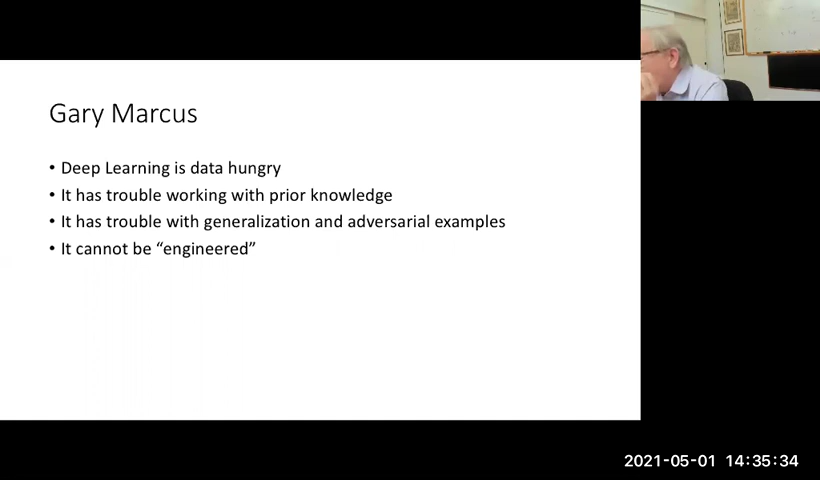 Gary Marcus
• Deep Learning is data hungry
• It has trouble working with prior knowledge
• It has trouble with generalization and adversarial examples
• It cannot be “engineered”
2021-05-01 14:35:34